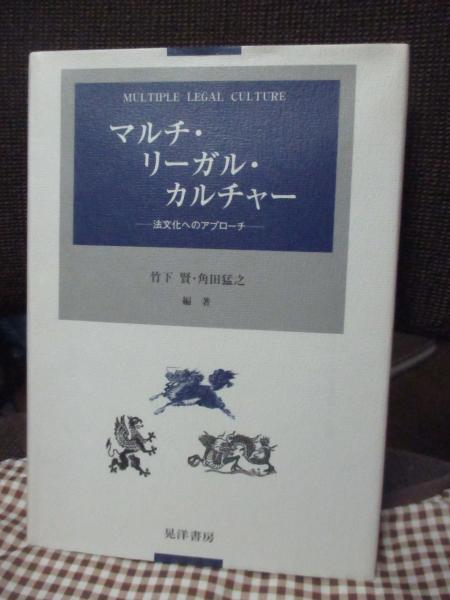 MULTIPLE LEGAL CULTURE
マルチ・
リーガル・
カルチャー
―法文化へのアプローチ―
竹下 賢・角田猛之
編 著
晃洋書房